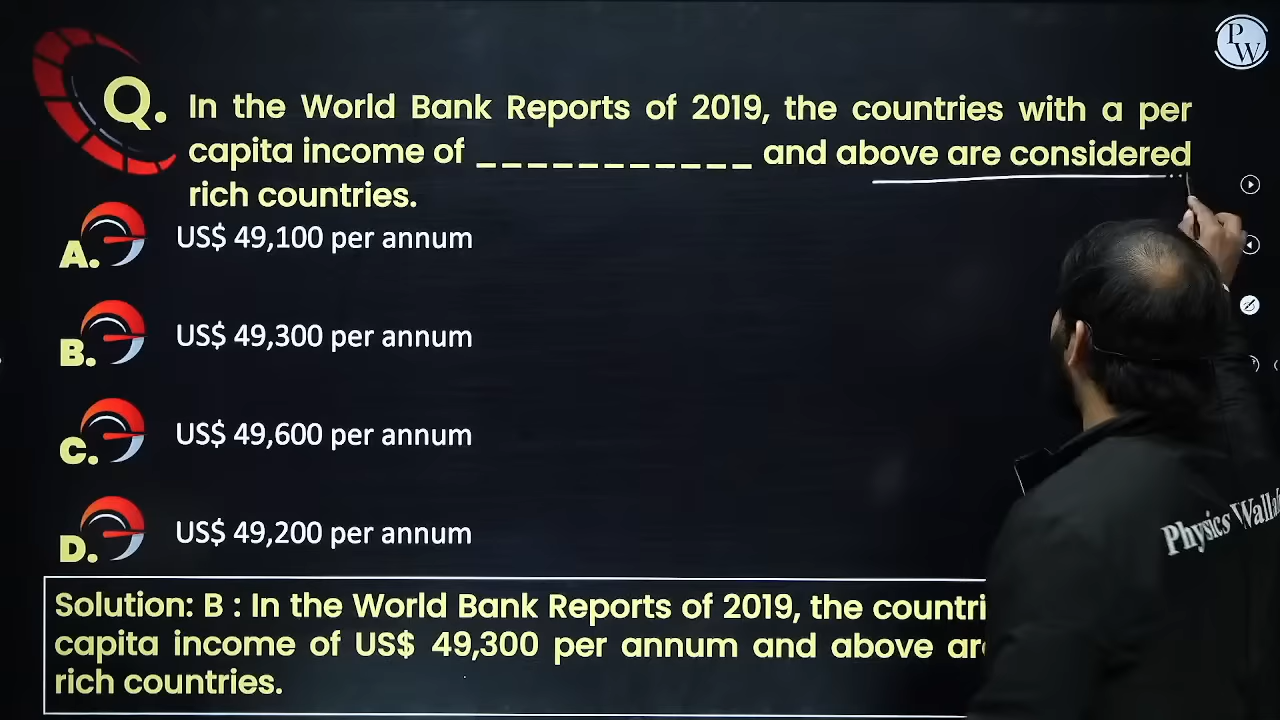 P
W
Q. In the World Bank Reports of 2019, the countries with a per
capita income of ___________ and above are considered
rich countries.
A. US$ 49,100 per annum
B. US$ 49,300 per annum
C. US$ 49,600 per annum
D. US$ 49,200 per annum
Physics
Solution: B : In the World Bank Reports of 2019, the
capita income of US$ 49,300 per annum and above
rich countries.